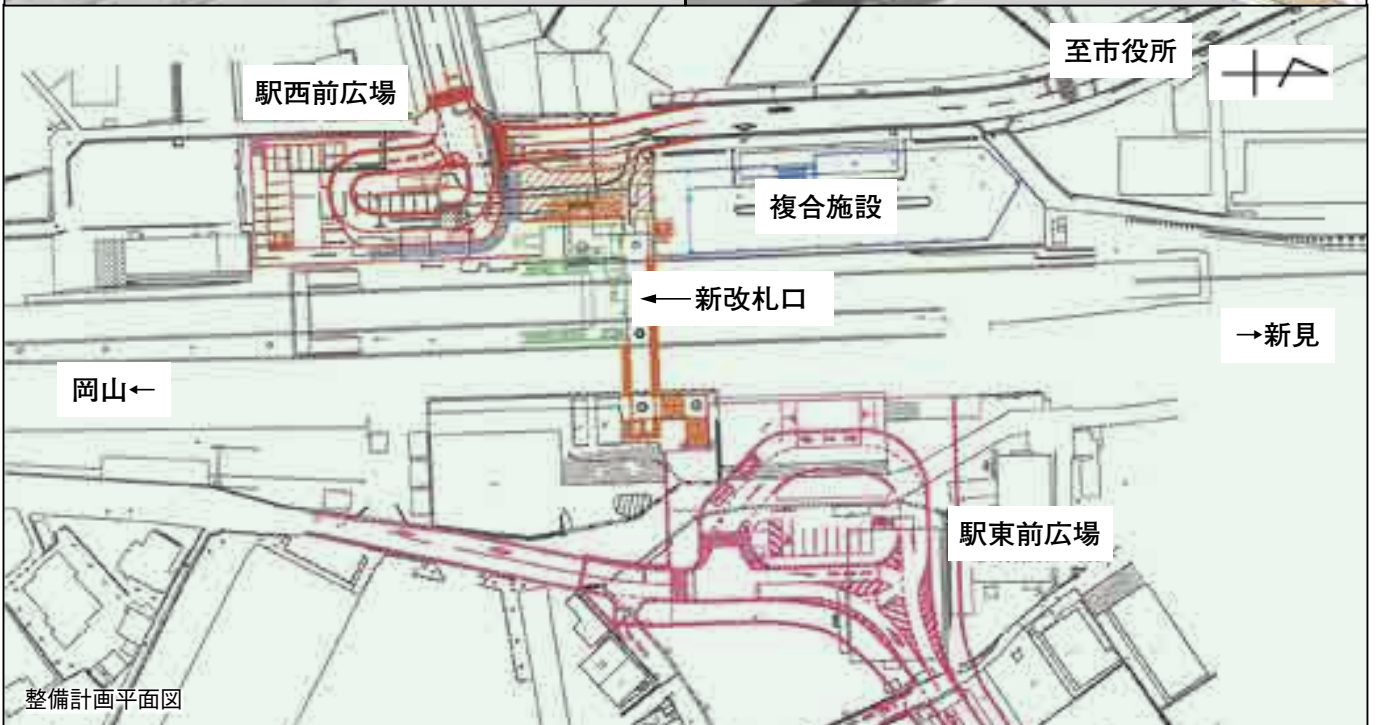 至市役所
駅西前広場
複合施設
←新改札口
→新見
岡山←
駅東前広場
整備計画平面図